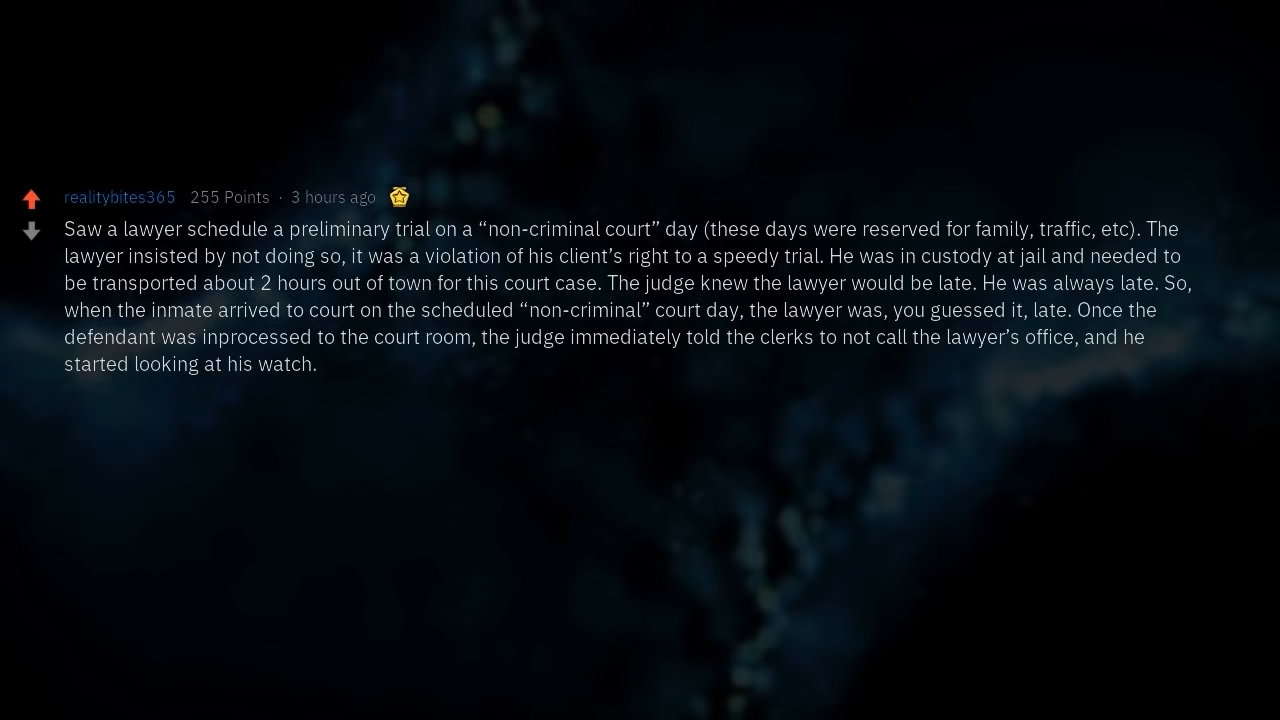 realitybites365 255 Points · 3 hours ago
Saw a lawyer schedule a preliminary trial on a “non-criminal court” day (these days were reserved for family, traffic, etc). The
lawyer insisted by not doing so, it was a violation of his client’s right to a speedy trial. He was in custody at jail and needed to
be transported about 2 hours out of town for this court case. The judge knew the lawyer would be late. He was always late. So,
when the inmate arrived to court on the scheduled “non-criminal” court day, the lawyer was, you guessed it, late. Once the
defendant was inprocessed to the court room, the judge immediately told the clerks to not call the lawyer’s office, and he
started looking at his watch.